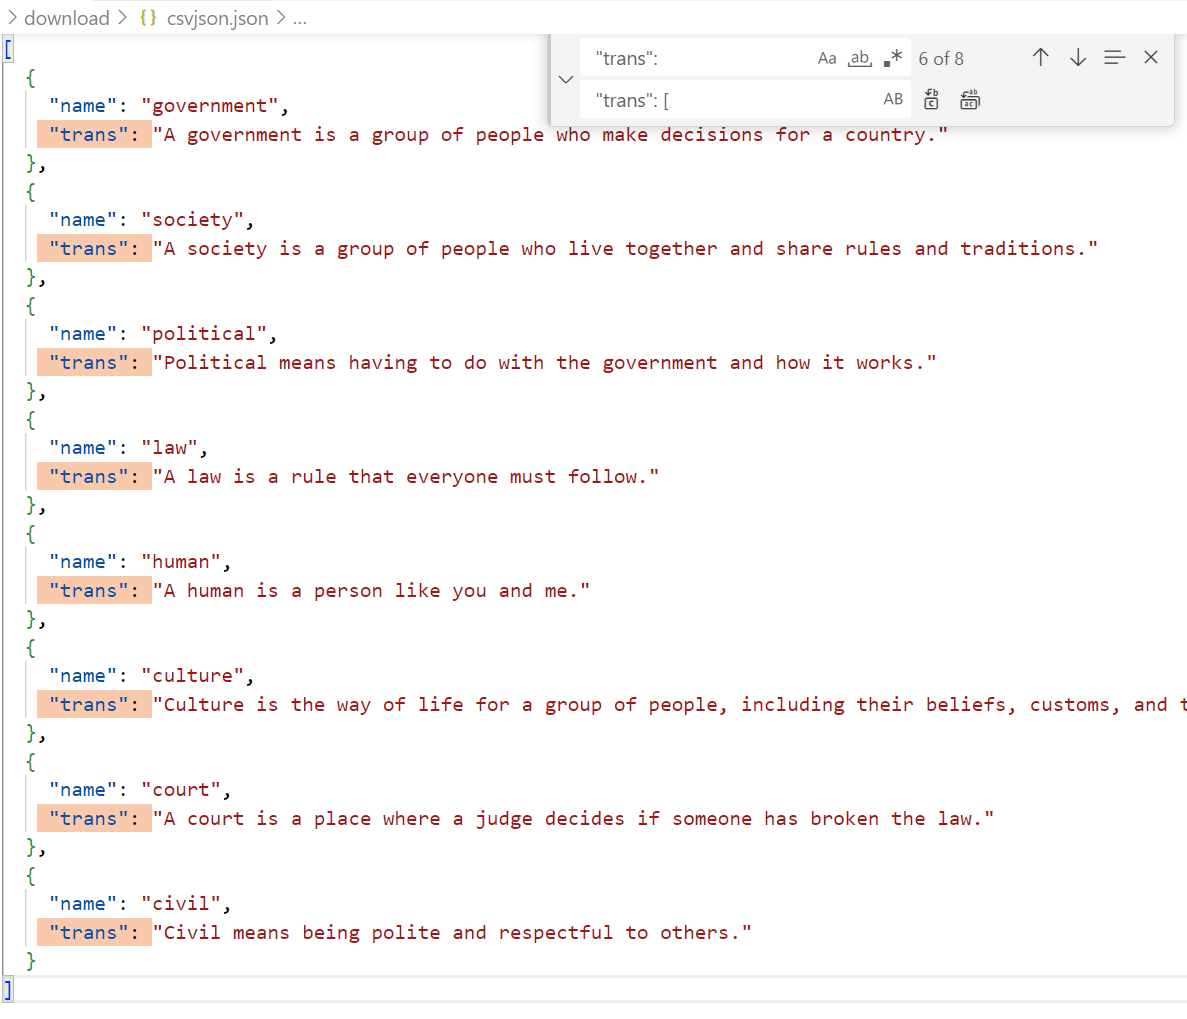 download > {} csvjson.json > ...
"trans": Aa ab .* 6 of 8
"trans": [ AB
[
{
"name": "government",
"trans": "A government is a group of people who make decisions for a country."
},
{
"name": "society",
"trans": "A society is a group of people who live together and share rules and traditions."
},
{
"name": "political",
"trans": "Political means having to do with the government and how it works."
},
{
"name": "law",
"trans": "A law is a rule that everyone must follow."
},
{
"name": "human",
"trans": "A human is a person like you and me."
},
{
"name": "culture",
"trans": "Culture is the way of life for a group of people, including their beliefs, customs, and
},
{
"name": "court",
"trans": "A court is a place where a judge decides if someone has broken the law."
},
{
"name": "civil",
"trans": "Civil means being polite and respectful to others."
}
]